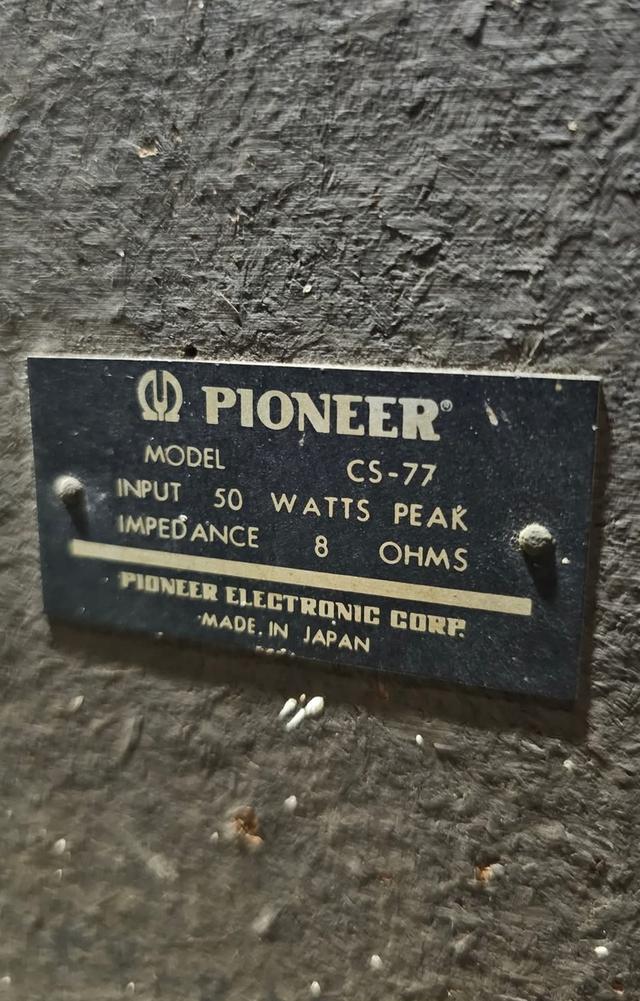 PIONEER®
MODEL CS-77
INPUT 50 WATTS PEAK
IMPEDANCE 8 OHMS
PIONEER ELECTRONIC CORP.
MADE IN JAPAN